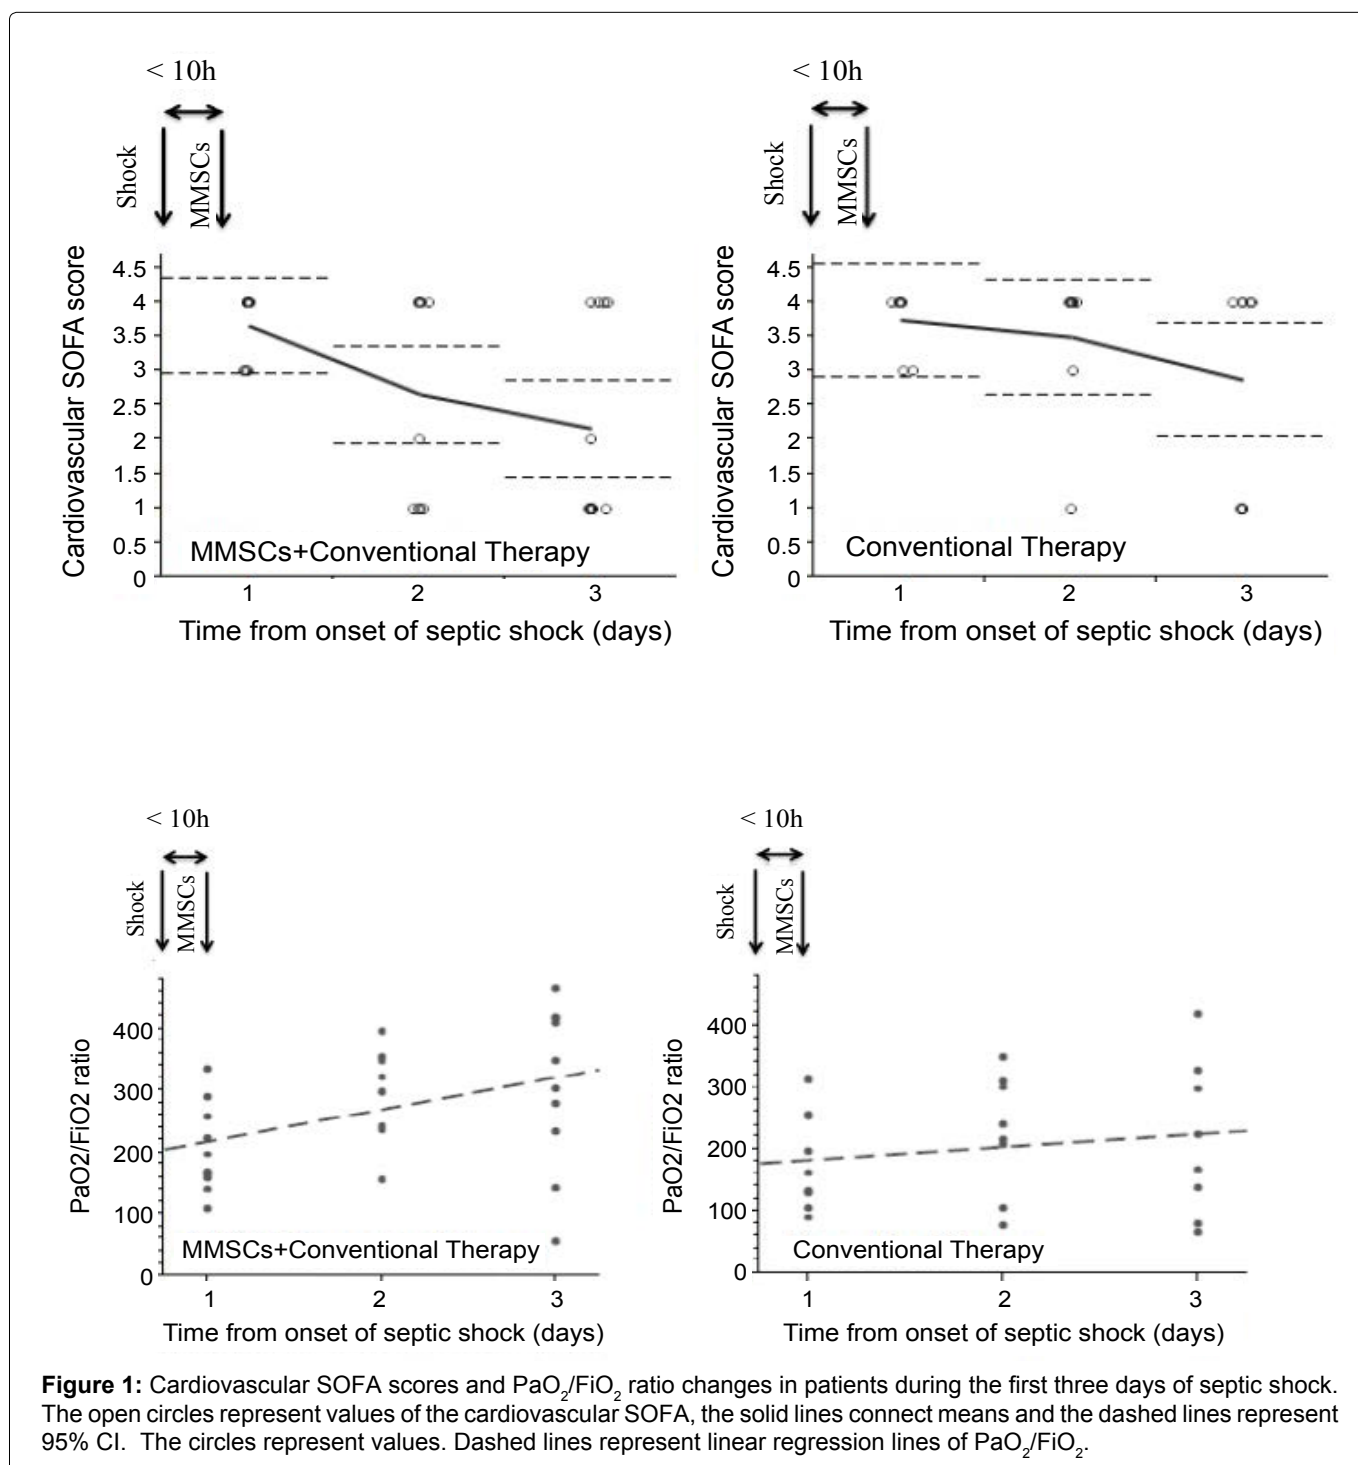 < 10h
Shock
MMSCs
Cardiovascular SOFA score
4.5
4
3.5
3
2.5
2
1.5
1
0.5
0
MMSCs+Conventional Therapy
1 2 3
Time from onset of septic shock (days)
< 10h
Shock
MMSCs
Cardiovascular SOFA score
4.5
4
3.5
3
2.5
2
1.5
1
0.5
0
Conventional Therapy
1 2 3
Time from onset of septic shock (days)
< 10h
Shock
MMSCs
PaO2/FiO2 ratio
400
300
200
100
0
MMSCs+Conventional Therapy
1 2 3
Time from onset of septic shock (days)
< 10h
Shock
MMSCs
PaO2/FiO2 ratio
400
300
200
100
0
Conventional Therapy
1 2 3
Time from onset of septic shock (days)
Figure 1: Cardiovascular SOFA scores and PaO₂/FiO₂ ratio changes in patients during the first three days of septic shock.
The open circles represent values of the cardiovascular SOFA, the solid lines connect means and the dashed lines represent
95% CI. The circles represent values. Dashed lines represent linear regression lines of PaO₂/FiO₂.